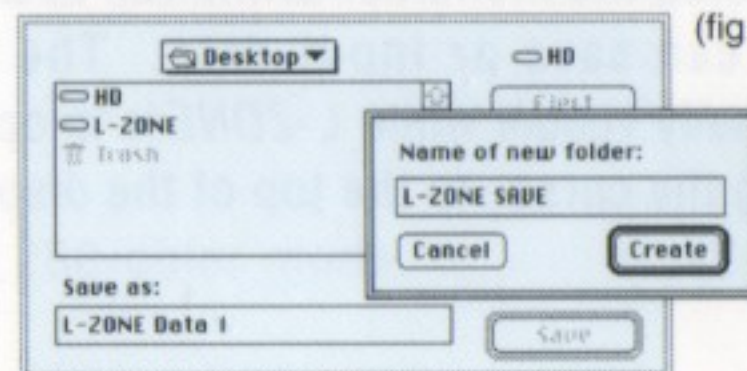 (fig
Desktop
HD
HD
L-ZONE
Trash
Eject
Name of new folder:
L-ZONE SAVE
Cancel
Create
Save as:
L-ZONE Data 1
Save